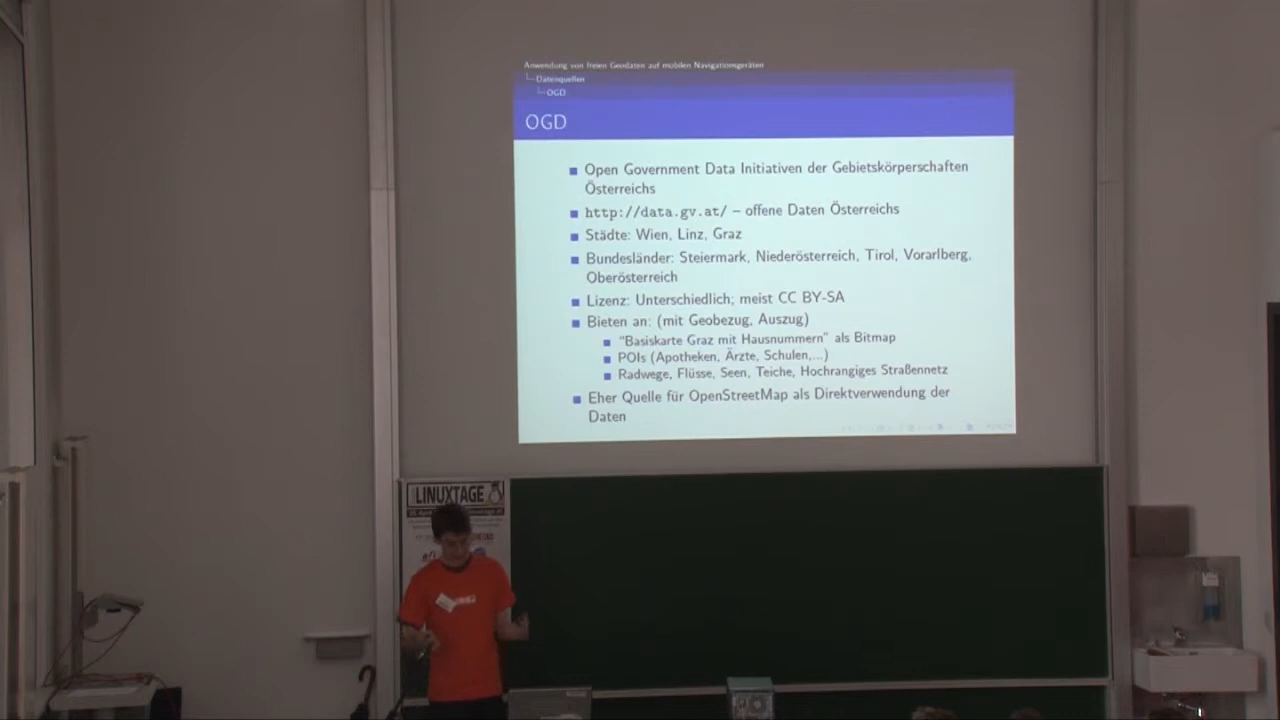 Anwendung von freien Geodaten auf mobilen Navigationsgeräten
Datenquellen
OGD
OGD
Open Government Data Initiativen der Gebietskörperschaften
Österreichs
http://data.gv.at/ – offene Daten Österreichs
Städte: Wien, Linz, Graz
Bundesländer: Steiermark, Niederösterreich, Tirol, Vorarlberg,
Oberösterreich
Lizenz: Unterschiedlich; meist CC BY-SA
Bieten an: (mit Geobezug, Auszug)
"Basiskarte Graz mit Hausnummern" als Bitmap
POIs (Apotheken, Ärzte, Schulen,...)
Radwege, Flüsse, Seen, Teiche, Hochrangiges Straßennetz
Eher Quelle für OpenStreetMap als Direktverwendung der
Daten
LINUXTAGE